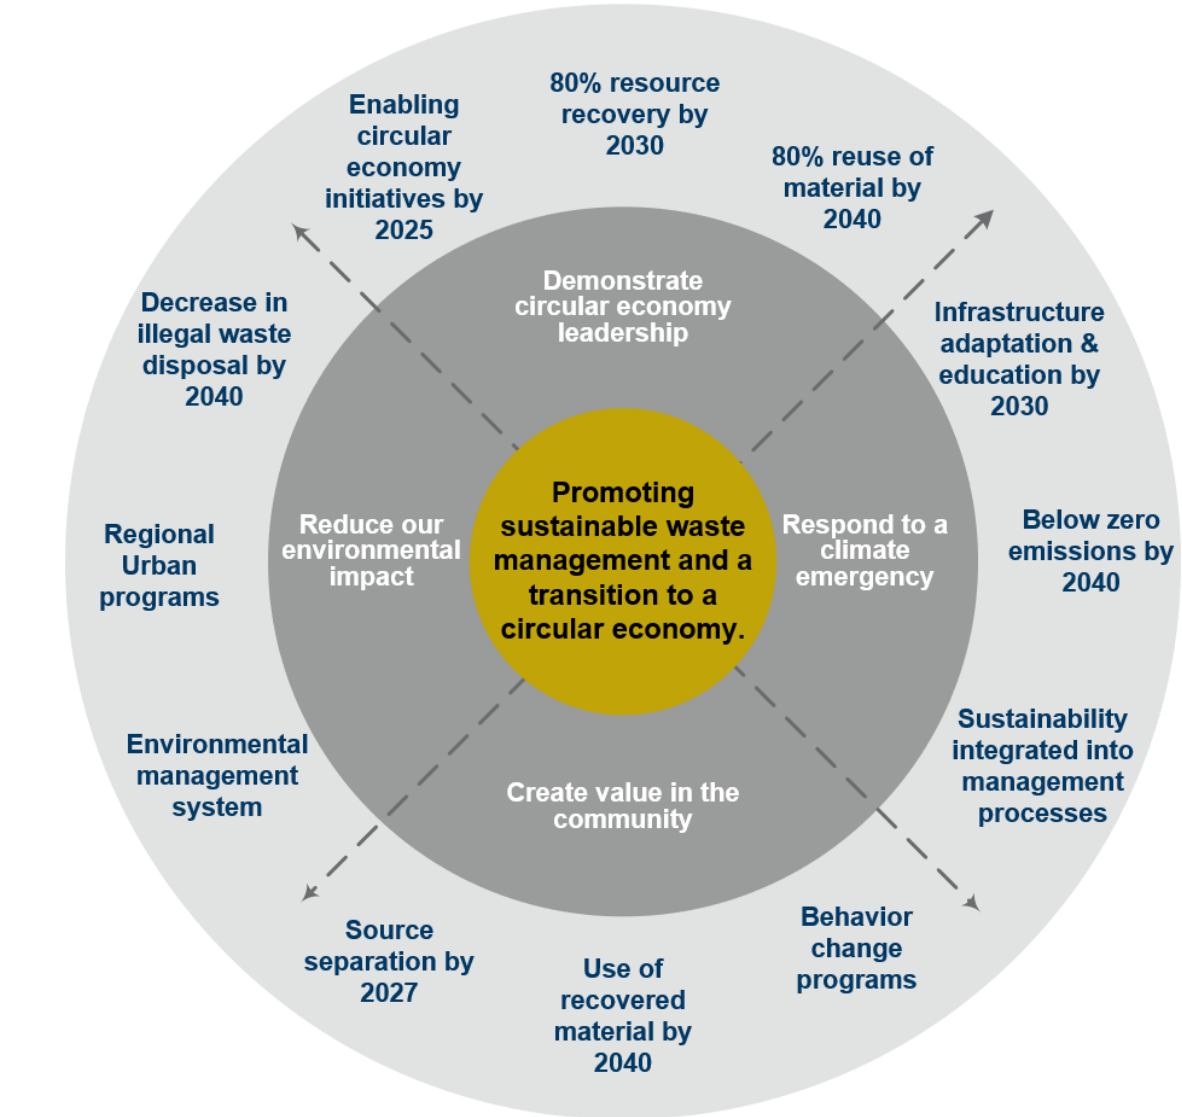 80% resource
recovery by
2030
Enabling
circular
economy
initiatives by
2025
80% reuse of
material by
2040
Demonstrate
circular economy
leadership
Decrease in
illegal waste
disposal by
2040
Infrastructure
adaptation &
education by
2030
Promoting
sustainable waste
management and a
transition to a
circular economy.
Regional
Urban
programs
Reduce our
environmental
impact
Respond to a
climate
emergency
Below zero
emissions by
2040
Environmental
management
system
Create value in the
community
Sustainability
integrated into
management
processes
Source
separation by
2027
Use of
recovered
material by
2040
Behavior
change
programs